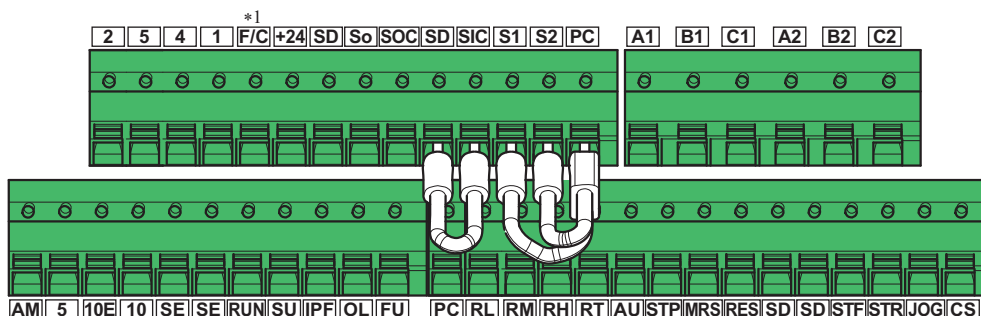 *1
2 5 4 1 F/C +24 SD So SOC SD SIC S1 S2 PC A1 B1 C1 A2 B2 C2
AM 5 10E 10 SE SE RUN SU IPF OL FU PC RL RM RH RT AU STP MRS RES SD SD STF STR JOG CS